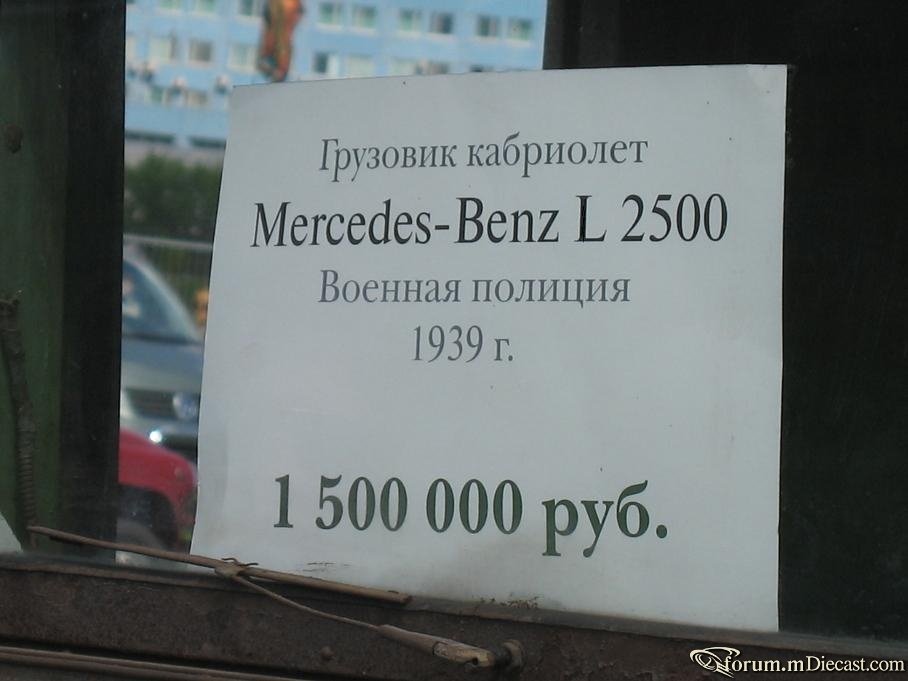 Грузовик кабриолет
Mercedes-Benz L 2500
Военная полиция
1939 г.
1 500 000 руб.
forum.mDiecast.com